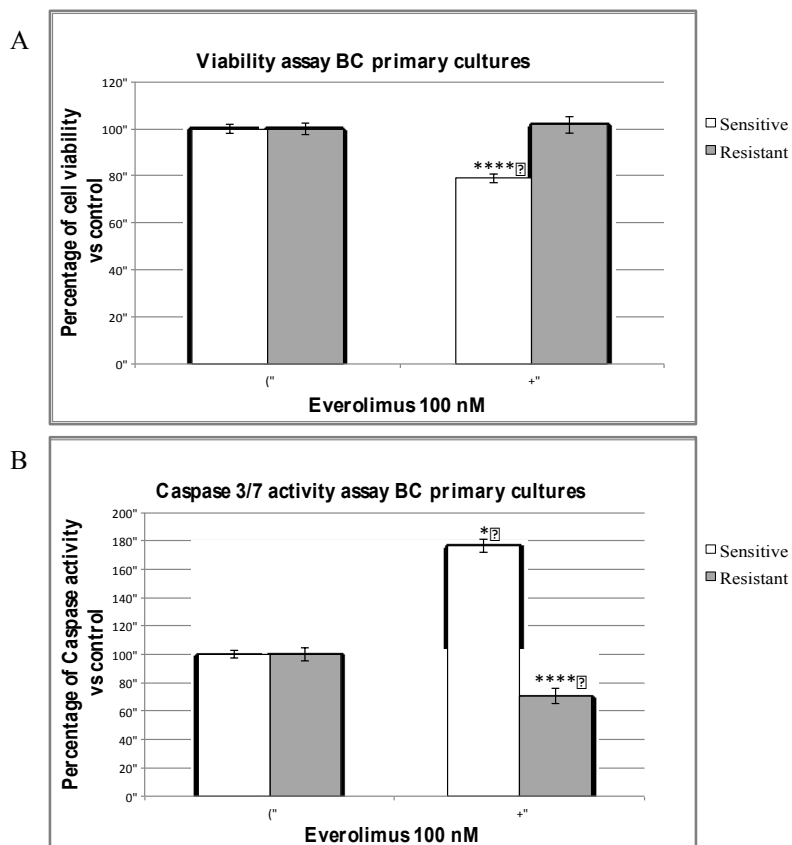 A
Viability assay BC primary cultures
Percentage of cell viability
vs control
120"
100"
80"
60"
40"
20"
0"
****
("
+"
Everolimus 100 nM
Sensitive
Resistant
B
Caspase 3/7 activity assay BC primary cultures
Percentage of Caspase activity
vs control
200"
180"
160"
140"
120"
100"
80"
60"
40"
20"
0"
*
****
("
+"
Everolimus 100 nM
Sensitive
Resistant